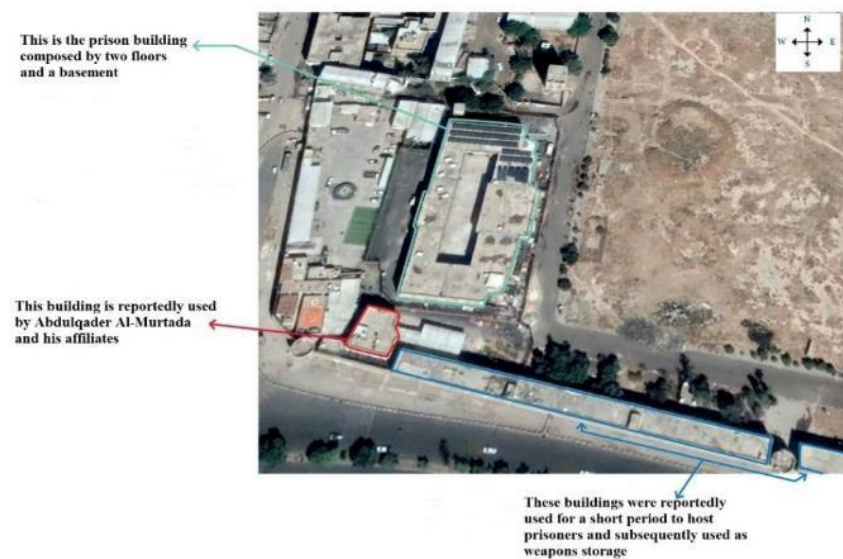 This is the prison building
composed by two floors
and a basement
N
W E
S
This building is reportedly used
by Abdulqader Al-Murtada
and his affiliates
These buildings were reportedly
used for a short period to host
prisoners and subsequently used as
weapons storage